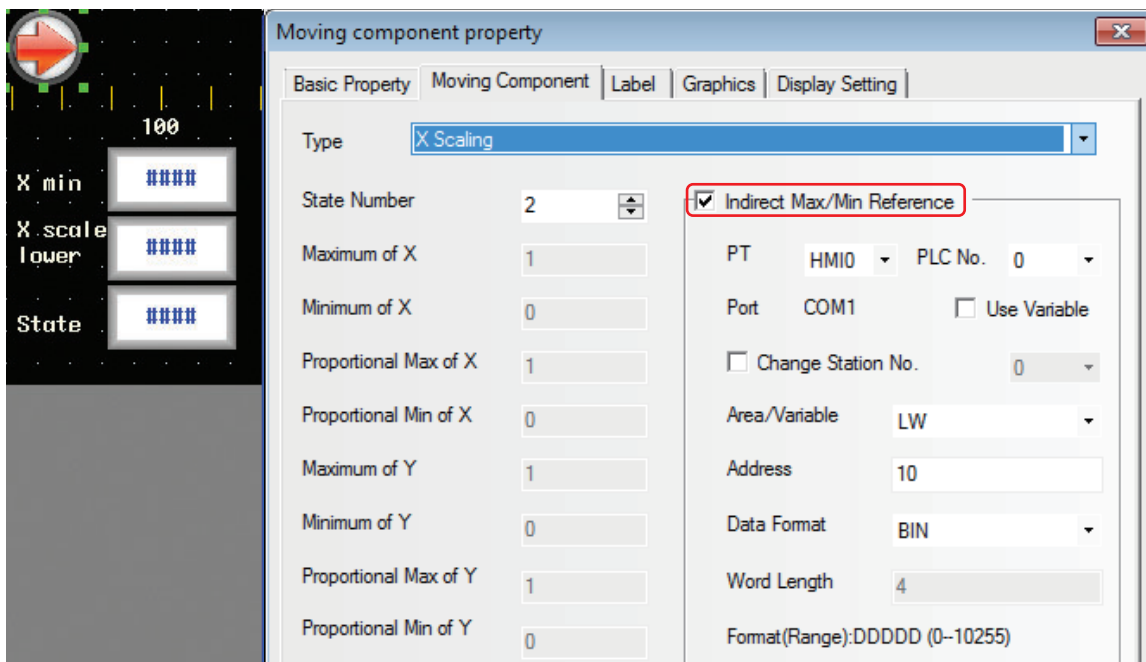 Moving component property
Basic Property Moving Component Label Graphics Display Setting
Type X Scaling
State Number 2
Maximum of X 1
Minimum of X 0
Proportional Max of X 1
Proportional Min of X 0
Maximum of Y 1
Minimum of Y 0
Proportional Max of Y 1
Proportional Min of Y 0
Indirect Max/Min Reference
PT HMI0 PLC No. 0
Port COM1 Use Variable
Change Station No. 0
Area/Variable LW
Address 10
Data Format BIN
Word Length 4
Format(Range):DDDDD (0--10255)
100
X min ####
X scale
lower ####
State ####